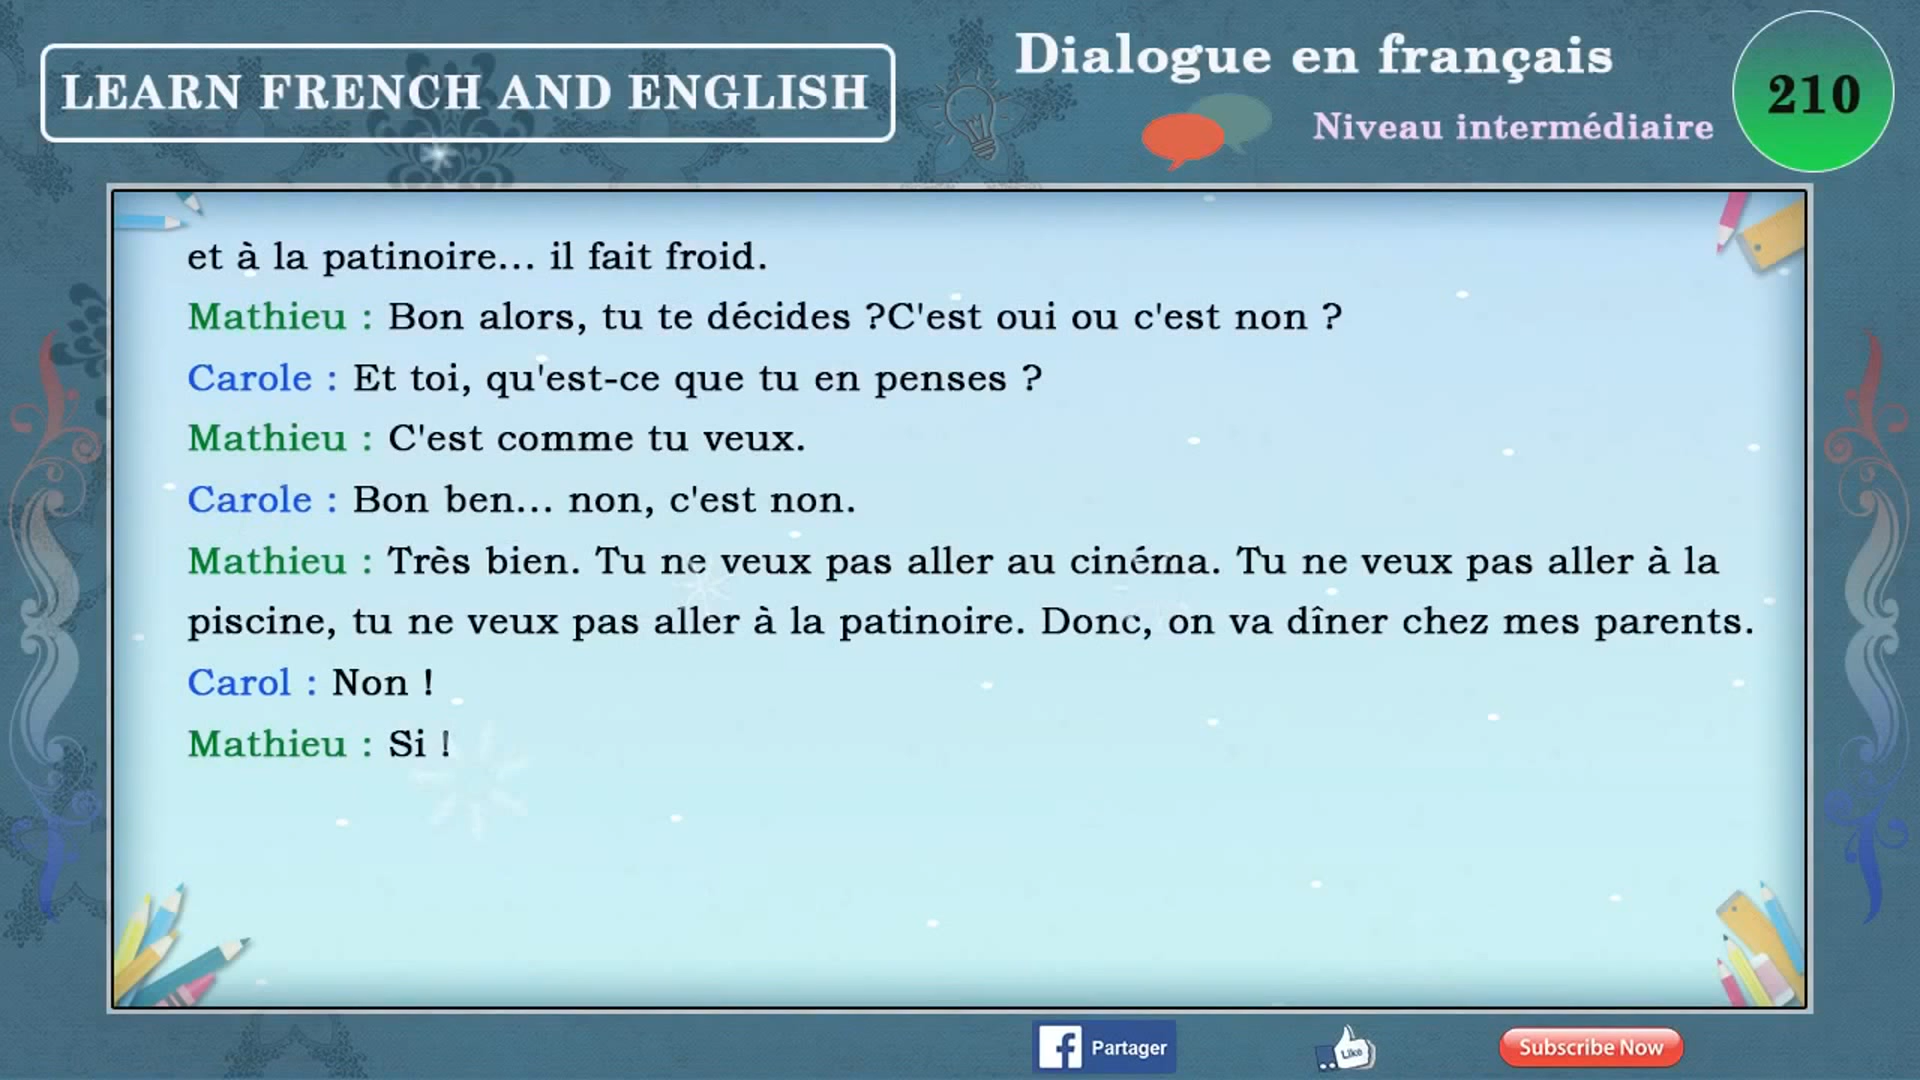 LEARN FRENCH AND ENGLISH
Dialogue en français
Niveau intermédiaire
210
et à la patinoire... il fait froid.
Mathieu : Bon alors, tu te décides ?C'est oui ou c'est non ?
Carole : Et toi, qu'est-ce que tu en penses ?
Mathieu : C'est comme tu veux.
Carole : Bon ben... non, c'est non.
Mathieu : Très bien. Tu ne veux pas aller au cinéma. Tu ne veux pas aller à la
piscine, tu ne veux pas aller à la patinoire. Donc, on va dîner chez mes parents.
Carol : Non !
Mathieu : Si !
f Partager
Like
Subscribe Now